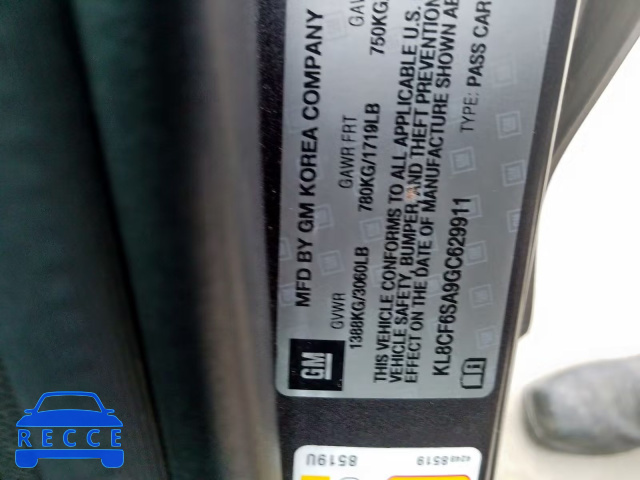 MFD BY GM KOREA COMPANY
GVWR GAWR FRT
1388KG/3060LB 780KG/1719LB 750KG
THIS VEHICLE CONFORMS TO ALL APPLICABLE U.S.
VEHICLE SAFETY, BUMPER, AND THEFT PREVENTION
EFFECT ON THE DATE OF MANUFACTURE SHOWN
KL8CF6SA9GC629911 TYPE: PASS CAR
GM
8519U
42488519
RECCE